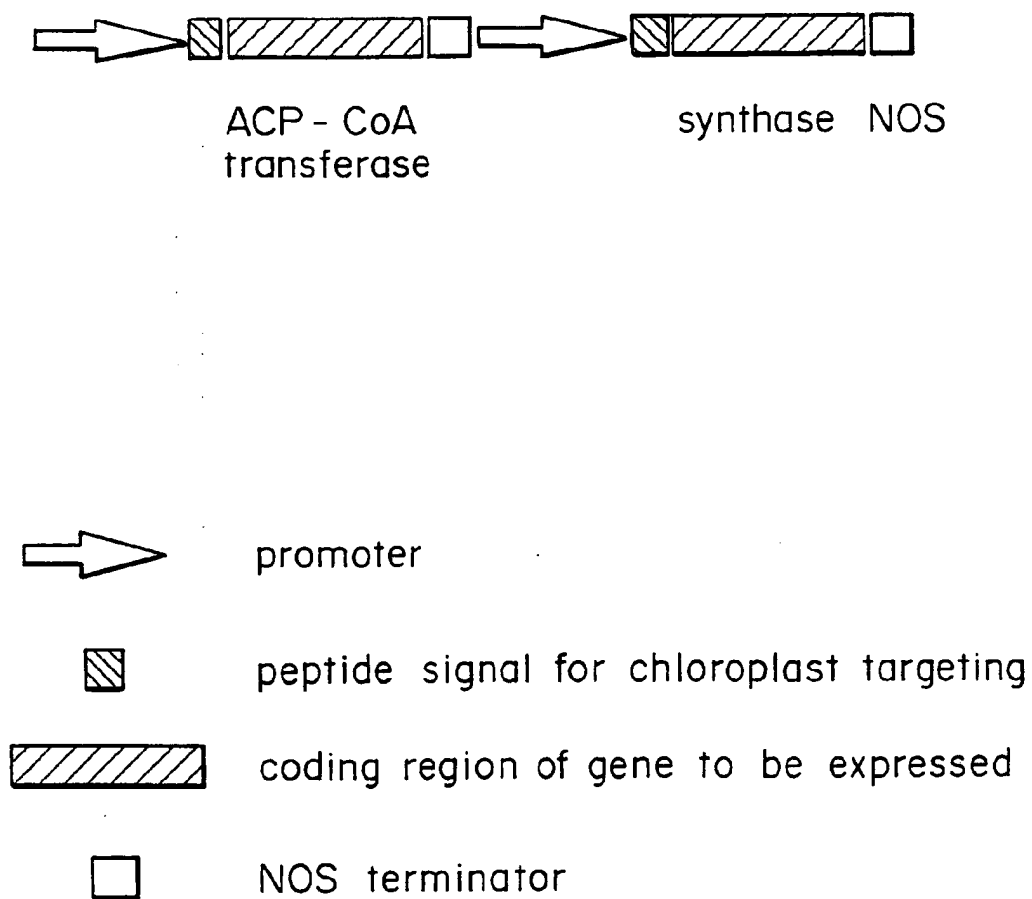 ACP - CoA
transferase
synthase NOS
promoter
peptide signal for chloroplast targeting
coding region of gene to be expressed
NOS terminator